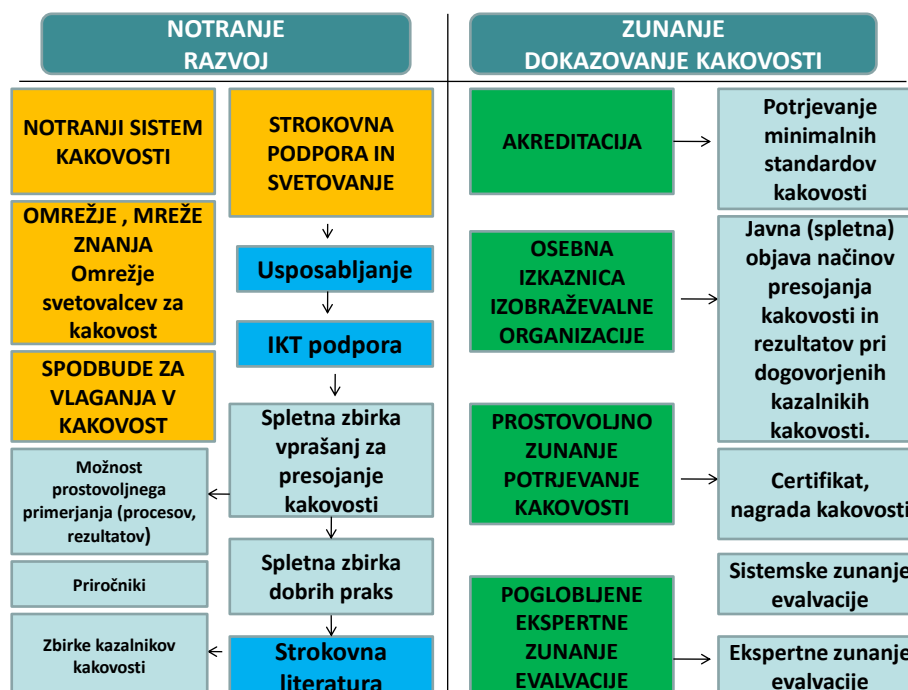 NOTRANJE
RAZVOJ
ZUNANJE
DOKAZOVANJE KAKOVOSTI
NOTRANJI SISTEM
KAKOVOSTI
OMREŽJE , MREŽE
ZNANJA
Omrežje
svetovalcev za
kakovost
SPODBUDE ZA
VLAGANJA V
KAKOVOST
Možnost
prostovoljnega
primerjanja (procesov,
rezultatov)
Priročniki
Zbirke kazalnikov
kakovosti
STROKOVNA
PODPORA IN
SVETOVANJE
Usposabljanje
IKT podpora
Spletna zbirka
vprašanj za
presojanje
kakovosti
Spletna zbirka
dobrih praks
Strokovna
literatura
AKREDITACIJA
Potrjevanje
minimalnih
standardov
kakovosti
OSEBNA
IZKAZNICA
IZOBRAŽEVALNE
ORGANIZACIJE
Javna (spletna)
objava načinov
presojanja
kakovosti in
rezultatov pri
dogovorjenih
kazalnikih
kakovosti.
PROSTOVOLJNO
ZUNANJE
POTRJEVANJE
KAKOVOSTI
Certifikat,
nagrada kakovosti
POGLOBLJENE
EKSPERTNE
ZUNANJE
EVALVACIJE
Sistemske zunanje
evalvacije
Ekspertne zunanje
evalvacije